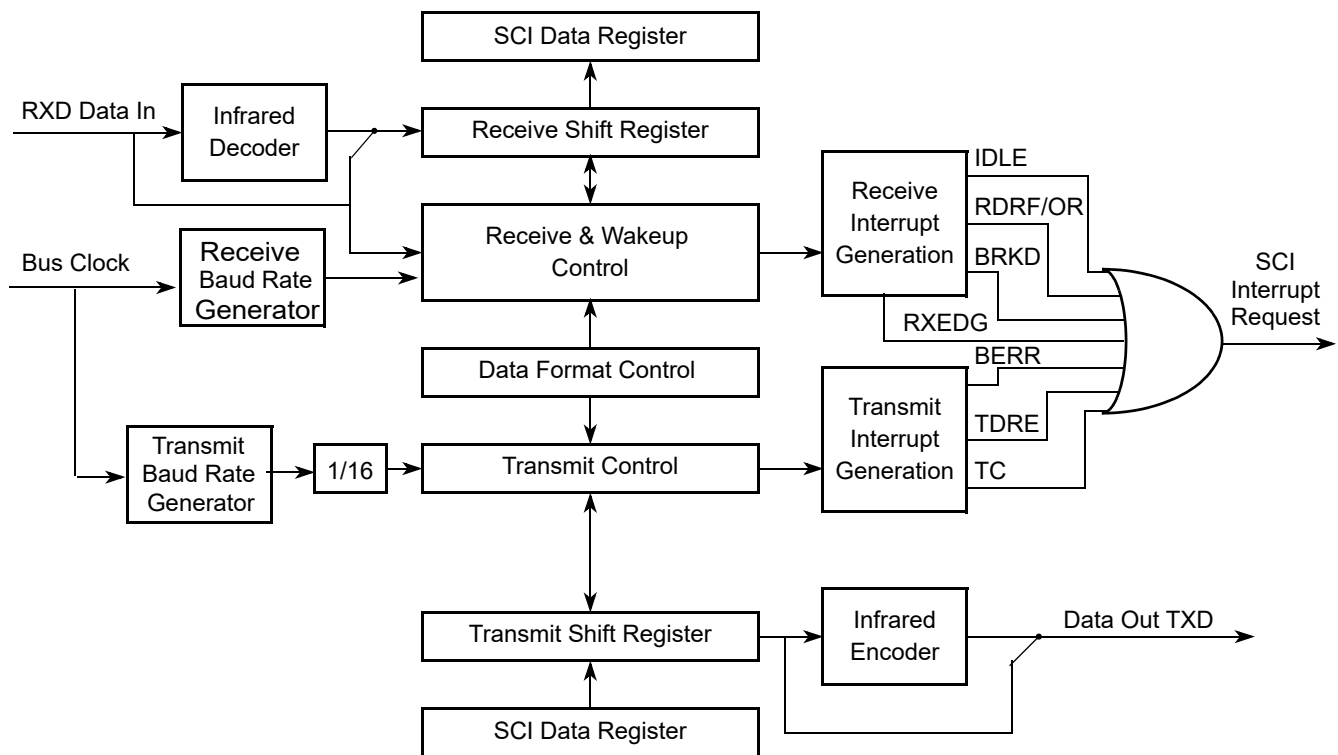 SCI Data Register
RXD Data In
Infrared
Decoder
Receive Shift Register
IDLE
Receive
Interrupt
Generation
RDRF/OR
BRKD
RXEDG
Receive & Wakeup
Control
Bus Clock
Receive
Baud Rate
Generator
SCI
Interrupt
Request
Data Format Control
BERR
Transmit
Interrupt
Generation
TDRE
TC
Transmit
Baud Rate
Generator
1/16
Transmit Control
Transmit Shift Register
Infrared
Encoder
Data Out TXD
SCI Data Register